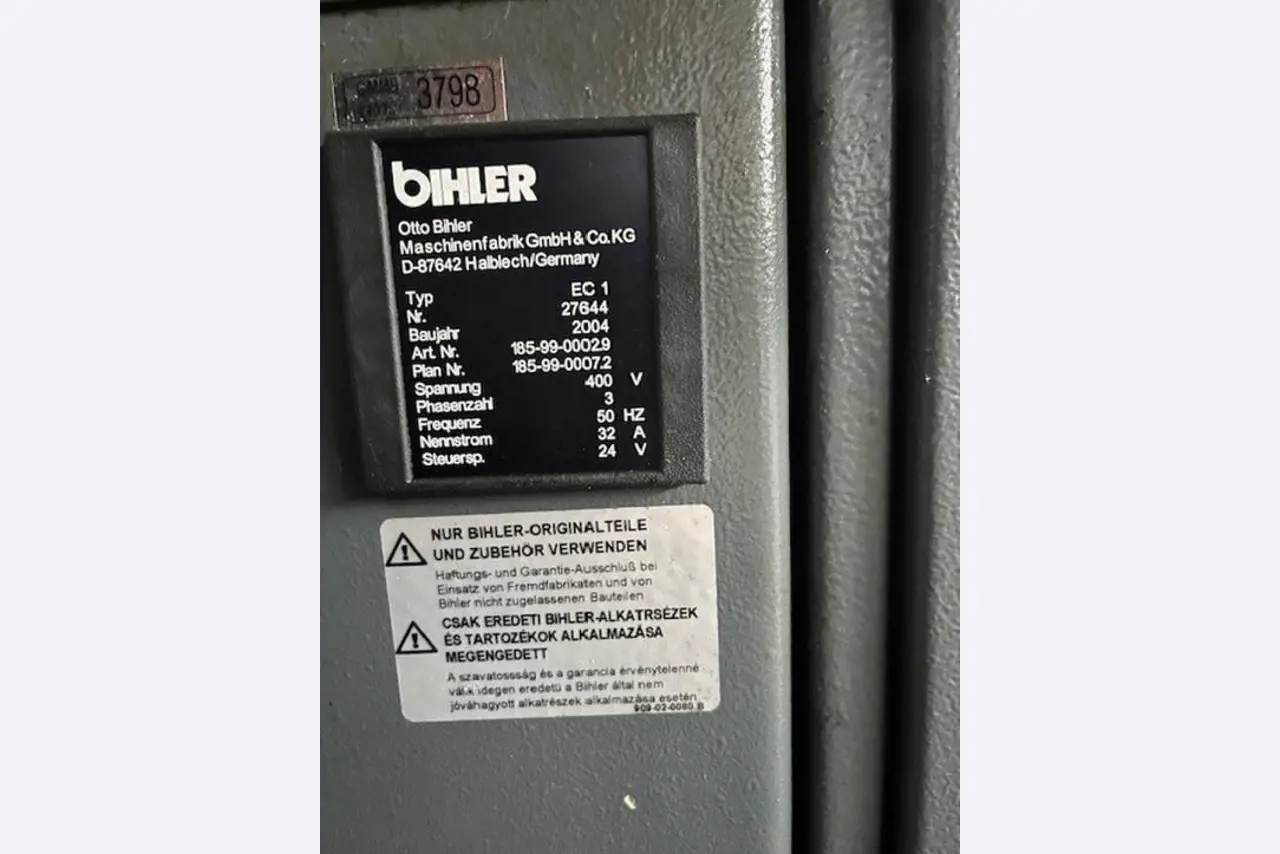 3798
BIHLER
Otto Bihler
Maschinenfabrik GmbH & Co. KG
D-87642 Halblech/Germany
Typ EC 1
Nr. 27644
Baujahr 2004
Art. Nr. 185-99-0002.9
Plan Nr. 185-99-0007.2
Spannung 400 V
Phasenzahl 3
Frequenz 50 HZ
Nennstrom 32 A
Steuersp. 24 V
NUR BIHLER-ORIGINALTEILE
UND ZUBEHÖR VERWENDEN
Haftungs- und Garantie-Ausschluß bei
Einsatz von Fremdfabrikaten und von
Bihler nicht zugelassenen Bauteilen
CSAK EREDETI BIHLER-ALKATRSÉZEK
ÉS TARTOZÉKOK ALKALMAZÁSA
MEGENGEDETT
A szavatossság és a garancia érvénytelenné
válik idegen eredetü a Bihler által nem
jóváhagyott alkatrészek alkalmazása esetén
909-02-0080 B